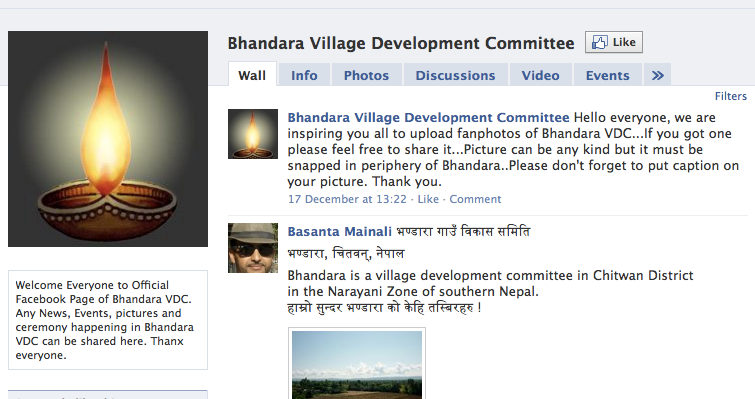 Bhandara Village Development Committee
Like
Wall Info Photos Discussions Video Events »
Filters
Bhandara Village Development Committee Hello everyone, we are
inspiring you all to upload fanphotos of Bhandara VDC...If you got one
please feel free to share it...Picture can be any kind but it must be
snapped in periphery of Bhandara..Please don't forget to put caption on
your picture. Thank you.
17 December at 13:22 · Like · Comment
Basanta Mainali भण्डारा गाउँ विकास समिति
भण्डारा, चितवन्, नेपाल
Bhandara is a village development committee in Chitwan District
in the Narayani Zone of southern Nepal.
हाम्रो सुन्दर भण्डारा को केहि तस्बिरहरु !
Welcome Everyone to Official
Facebook Page of Bhandara VDC.
Any News, Events, pictures and
ceremony happening in Bhandara
VDC can be shared here. Thanx
everyone.